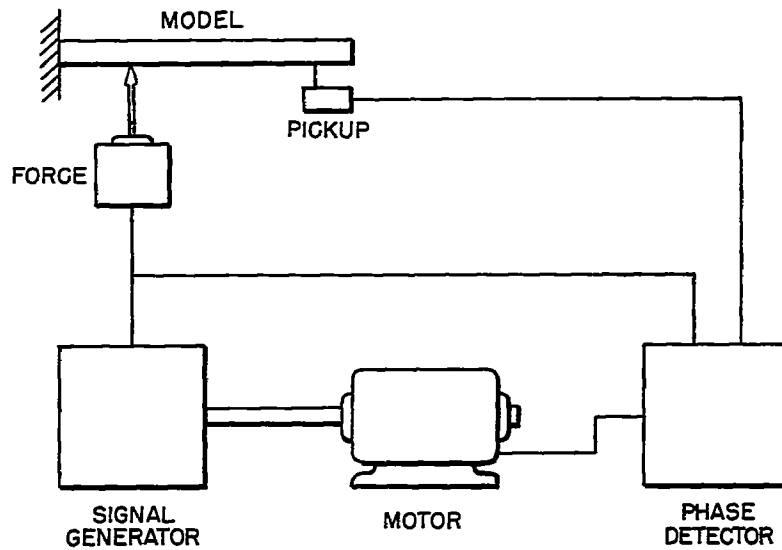 MODEL
PICKUP
FORCE
SIGNAL
GENERATOR
MOTOR
PHASE
DETECTOR